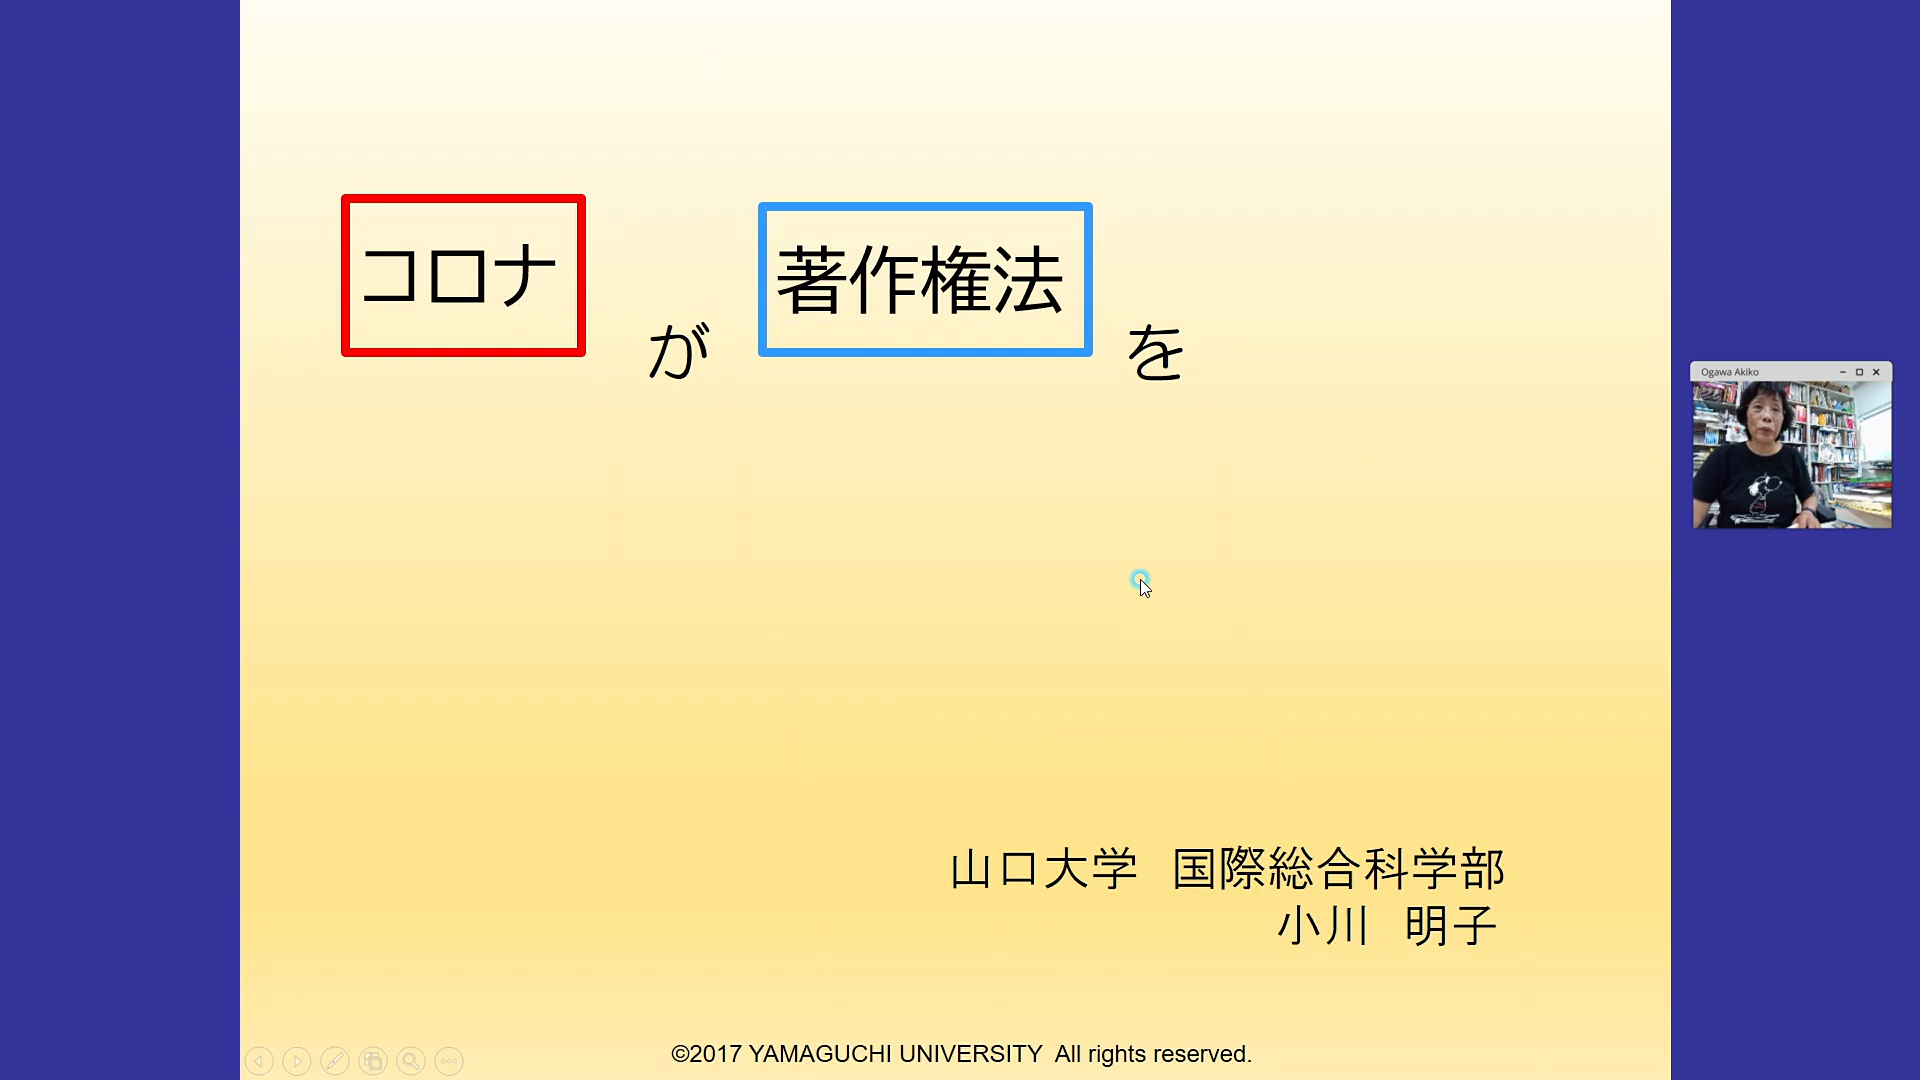 コロナ が 著作権法 を
山口大学 国際総合科学部
小川 明子
©2017 YAMAGUCHI UNIVERSITY All rights reserved.
Ogawa Akiko